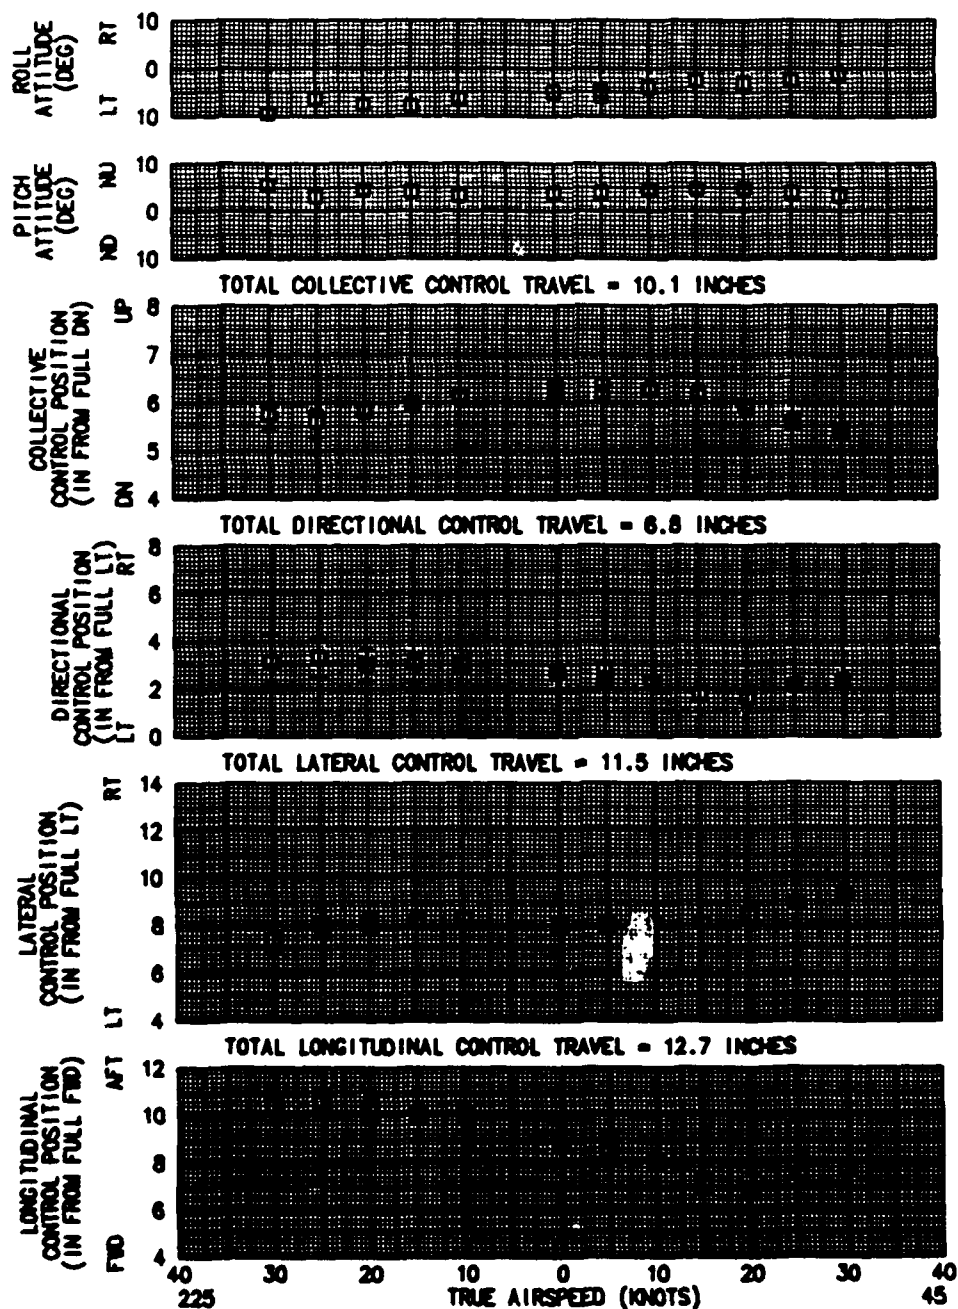 ROLL
ATTITUDE
(DEG)
LT RT
10
0
10
PITCH
ATTITUDE
(DEG)
ND NU
10
0
10
TOTAL COLLECTIVE CONTROL TRAVEL = 10.1 INCHES
COLLECTIVE
CONTROL POSITION
(IN FROM FULL DN)
DN UP
8
7
6
5
4
TOTAL DIRECTIONAL CONTROL TRAVEL = 6.8 INCHES
DIRECTIONAL
CONTROL POSITION
(IN FROM FULL LT)
LT RT
8
6
4
2
0
TOTAL LATERAL CONTROL TRAVEL = 11.5 INCHES
LATERAL
CONTROL POSITION
(IN FROM FULL LT)
LT RT
14
12
10
8
6
4
TOTAL LONGITUDINAL CONTROL TRAVEL = 12.7 INCHES
LONGITUDINAL
CONTROL POSITION
(IN FROM FULL FWD)
FWD AFT
12
10
8
6
4
40 30 20 10 0 10 20 30 40
225 TRUE AIRSPEED (KNOTS) 45